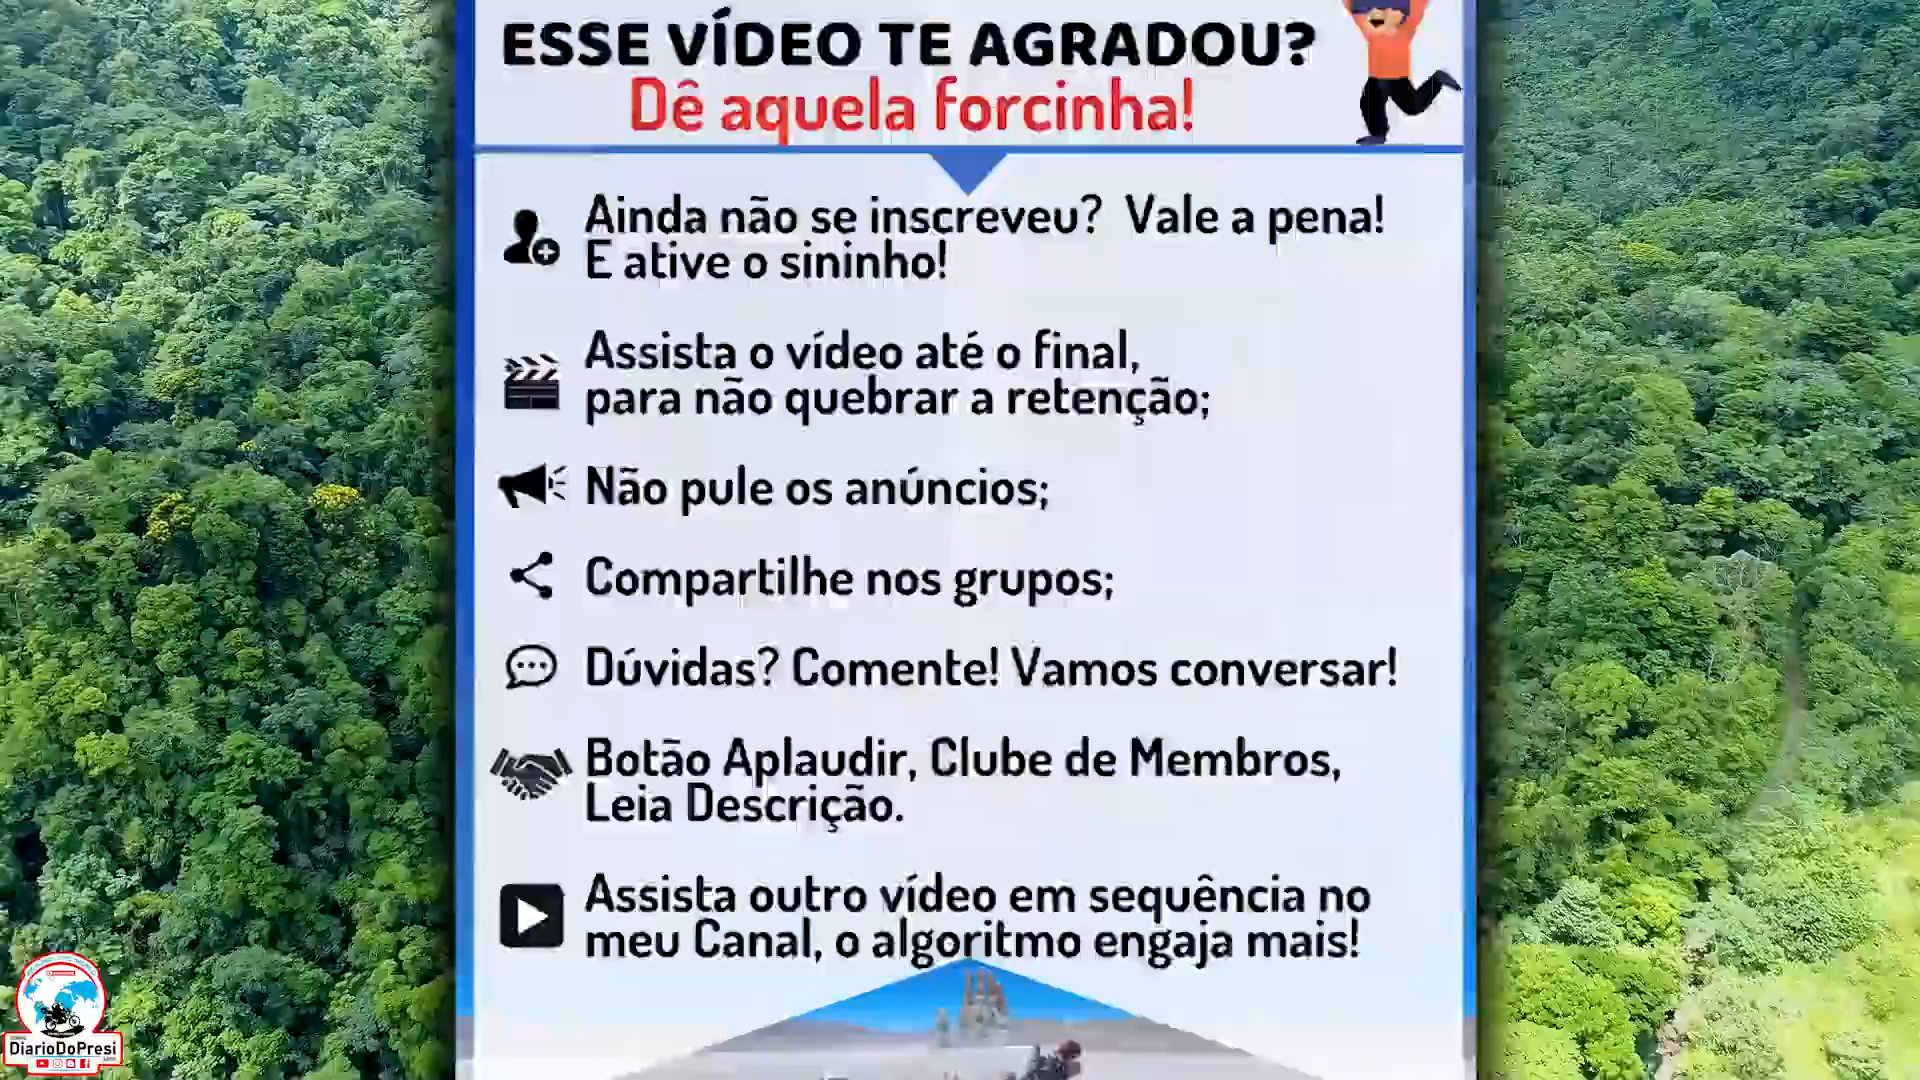 ESSE VÍDEO TE AGRADOU?
Dê aquela forcinha!
Ainda não se inscreveu? Vale a pena!
E ative o sininho!
Assista o vídeo até o final,
para não quebrar a retenção;
Não pule os anúncios;
Compartilhe nos grupos;
Dúvidas? Comente! Vamos conversar!
Botão Aplaudir, Clube de Membros,
Leia Descrição.
Assista outro vídeo em sequência no
meu Canal, o algoritmo engaja mais!
DiarioDoPresi